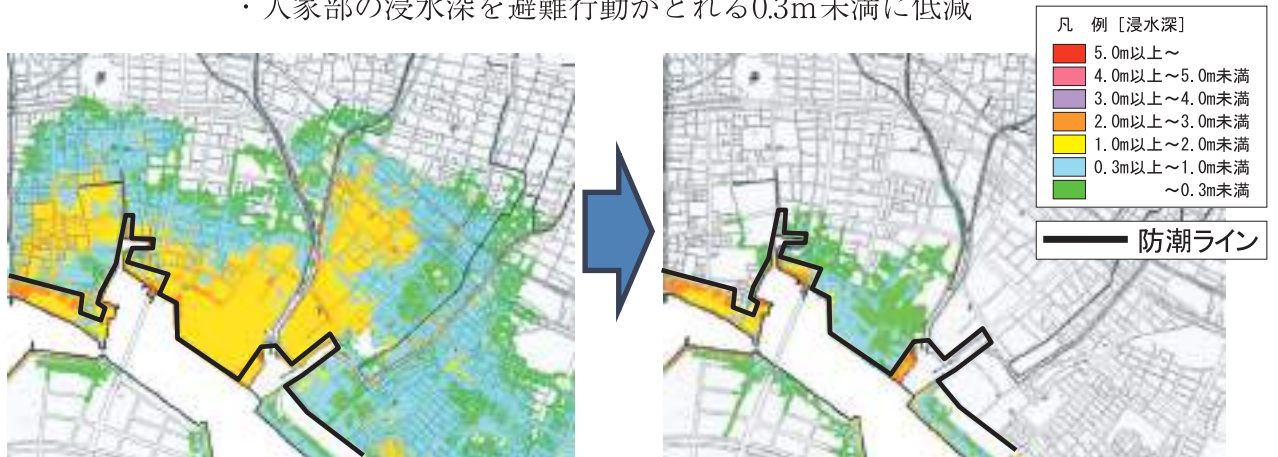 ・人家部の浸水深を避難行動がとれる0.3m未満に低減
凡 例 [浸水深]
5.0m以上～
4.0m以上～5.0m未満
3.0m以上～4.0m未満
2.0m以上～3.0m未満
1.0m以上～2.0m未満
0.3m以上～1.0m未満
～0.3m未満
防潮ライン